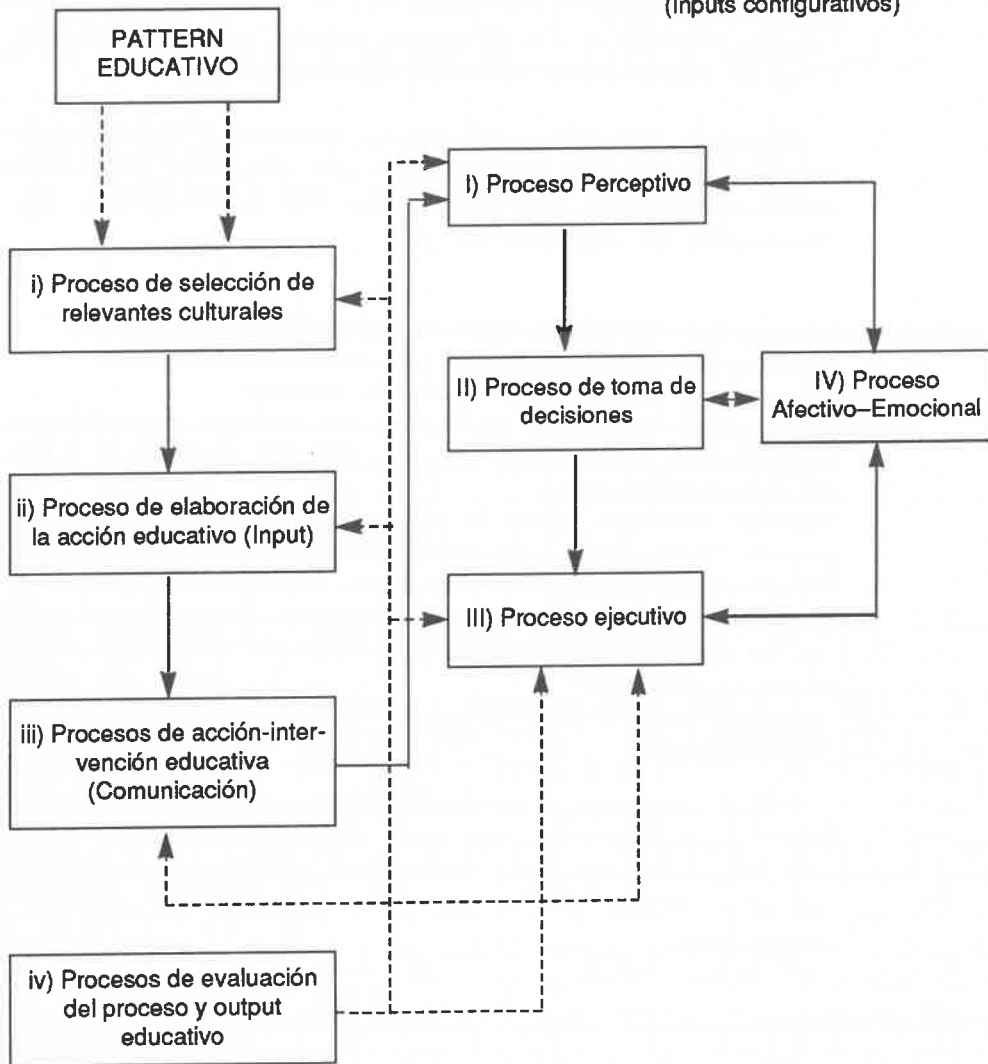 (Inputs configurativos)
PATTERN
EDUCATIVO
i) Proceso de selección de
relevantes culturales
ii) Proceso de elaboración de
la acción educativo (Input)
iii) Procesos de acción-inter-
vención educativa
(Comunicación)
iv) Procesos de evaluación
del proceso y output
educativo
I) Proceso Perceptivo
II) Proceso de toma de
decisiones
III) Proceso ejecutivo
IV) Proceso
Afectivo–Emocional